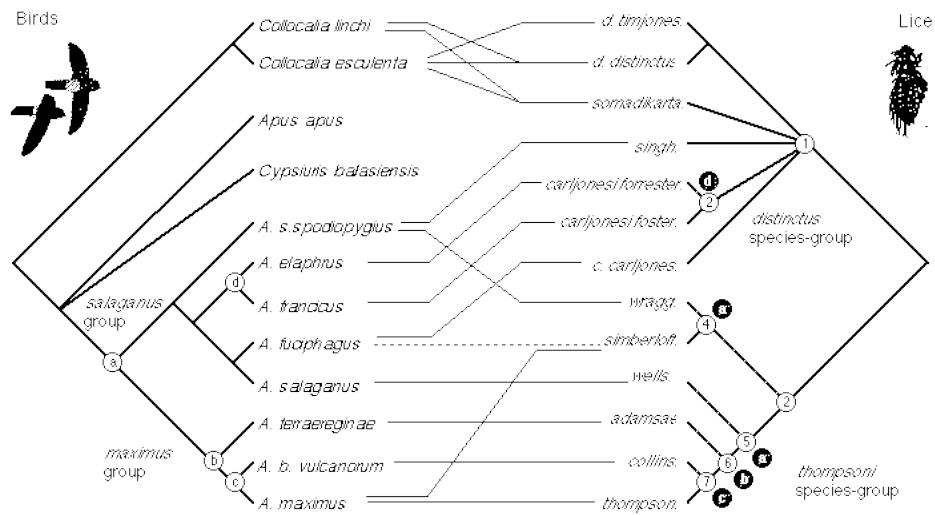 Birds
Lice
Collocalia linchi
d. timjones.
Collocalia esculenta
d. distinctus
somadikarta.
Apus apus
singh.
1
Cypsiuris balasiensis
carljonesi forrester.
d
2
A. s.spodiopygius
carljonesi foster.
distinctus
species-group
A. elaphrus
c. carljones.
d
salaganus
group
A. francicus
wragg.
a
4
A. fuciphagus
simberloff.
a
A. salaganus
wells.
2
A. terraereginae
adamsae
5
maximus
group
b
A. b. vulcanorum
collins.
6
a
thompsoni
species-group
c
7
b
A. maximus
thompson.
c